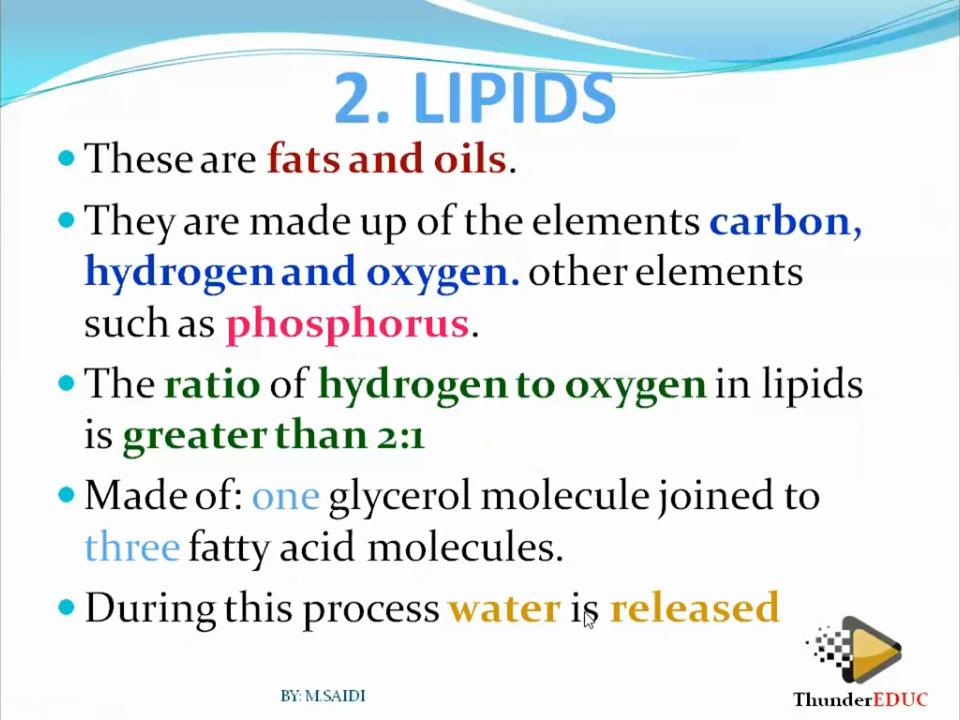 2. LIPIDS
• These are fats and oils.
• They are made up of the elements carbon,
hydrogen and oxygen. other elements
such as phosphorus.
• The ratio of hydrogen to oxygen in lipids
is greater than 2:1
• Made of: one glycerol molecule joined to
three fatty acid molecules.
• During this process water is released
BY: M.SAIDI
ThunderEDUC